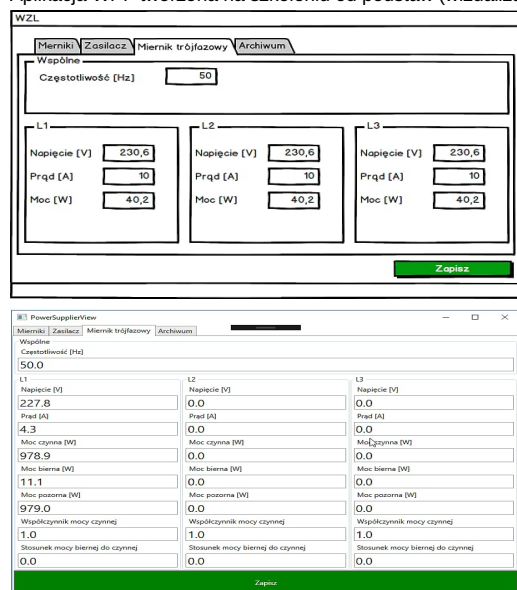 WZL
Merniki Zasilacz Miernik trójfazowy Archiwum
Wspólne
Częstotliwość [Hz] 50
L1 L2 L3
Napięcie [V] 230,6 Napięcie [V] 230,6 Napięcie [V] 230,6
Prąd [A] 10 Prąd [A] 10 Prąd [A] 10
Moc [W] 40,2 Moc [W] 40,2 Moc [W] 40,2
Zapisz
PowerSupplierView
Mierniki Zasilacz Miernik trójfazowy Archiwum
Wspólne
Częstotliwość [Hz]
50.0
L1 L2 L3
Napięcie [V] Napięcie [V] Napięcie [V]
227.8 0.0 0.0
Prąd [A] Prąd [A] Prąd [A]
4.3 0.0 0.0
Moc czynna [W] Moc czynna [W] Moc czynna [W]
978.9 0.0 0.0
Moc bierna [W] Moc bierna [W] Moc bierna [W]
11.1 0.0 0.0
Moc pozorna [W] Moc pozorna [W] Moc pozorna [W]
979.0 0.0 0.0
Współczynnik mocy czynnej Współczynnik mocy czynnej Współczynnik mocy czynnej
1.0 1.0 1.0
Stosunek mocy biernej do czynnej Stosunek mocy biernej do czynnej Stosunek mocy biernej do czynnej
0.0 0.0 0.0
Zapisz